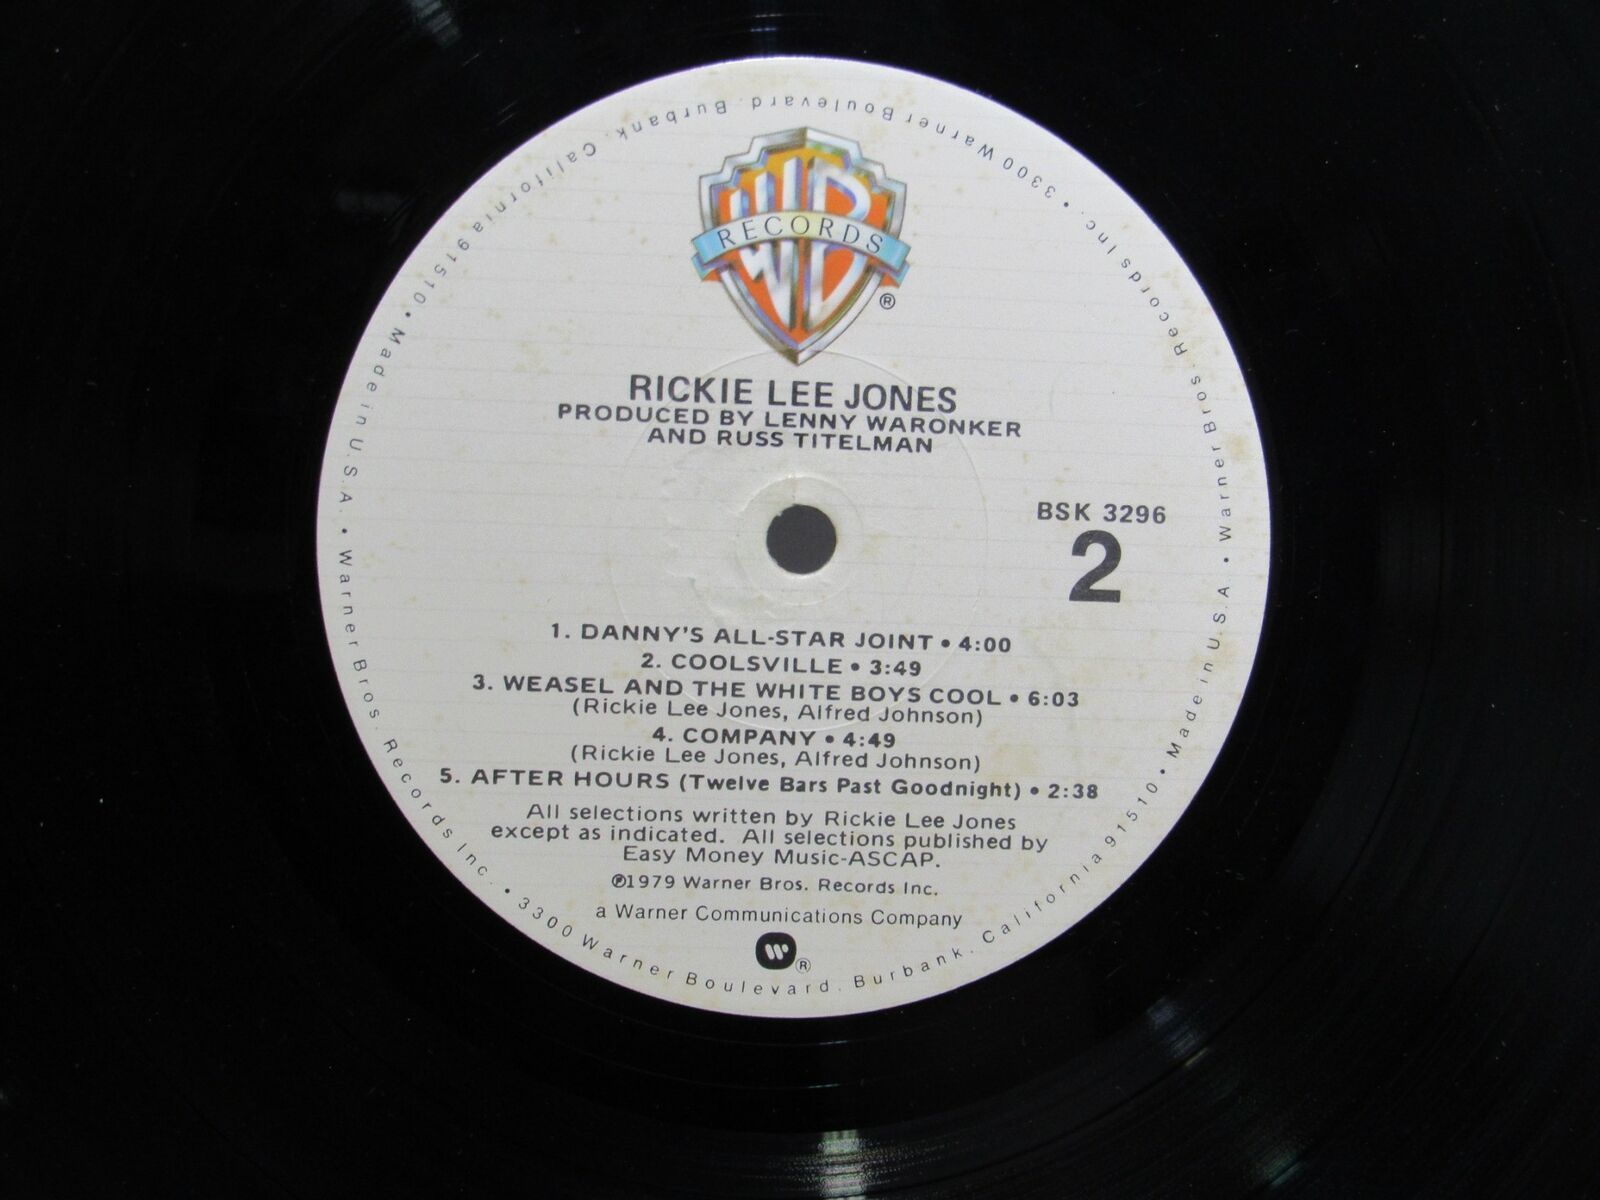 WB
RECORDS
®
RICKIE LEE JONES
PRODUCED BY LENNY WARONKER
AND RUSS TITELMAN
BSK 3296
2
1. DANNY'S ALL-STAR JOINT • 4:00
2. COOLSVILLE • 3:49
3. WEASEL AND THE WHITE BOYS COOL • 6:03
(Rickie Lee Jones, Alfred Johnson)
4. COMPANY • 4:49
(Rickie Lee Jones, Alfred Johnson)
5. AFTER HOURS (Twelve Bars Past Goodnight) • 2:38
All selections written by Rickie Lee Jones
except as indicated. All selections published by
Easy Money Music-ASCAP.
℗1979 Warner Bros. Records Inc.
a Warner Communications Company
W®
Warner Bros. Records Inc. • 3300 Warner Boulevard. Burbank. California 91510 • Made in U.S.A. • Warner Bros. Records Inc. • 3300 Warner Boulevard. Burbank. California 91510 • Made in U.S.A •